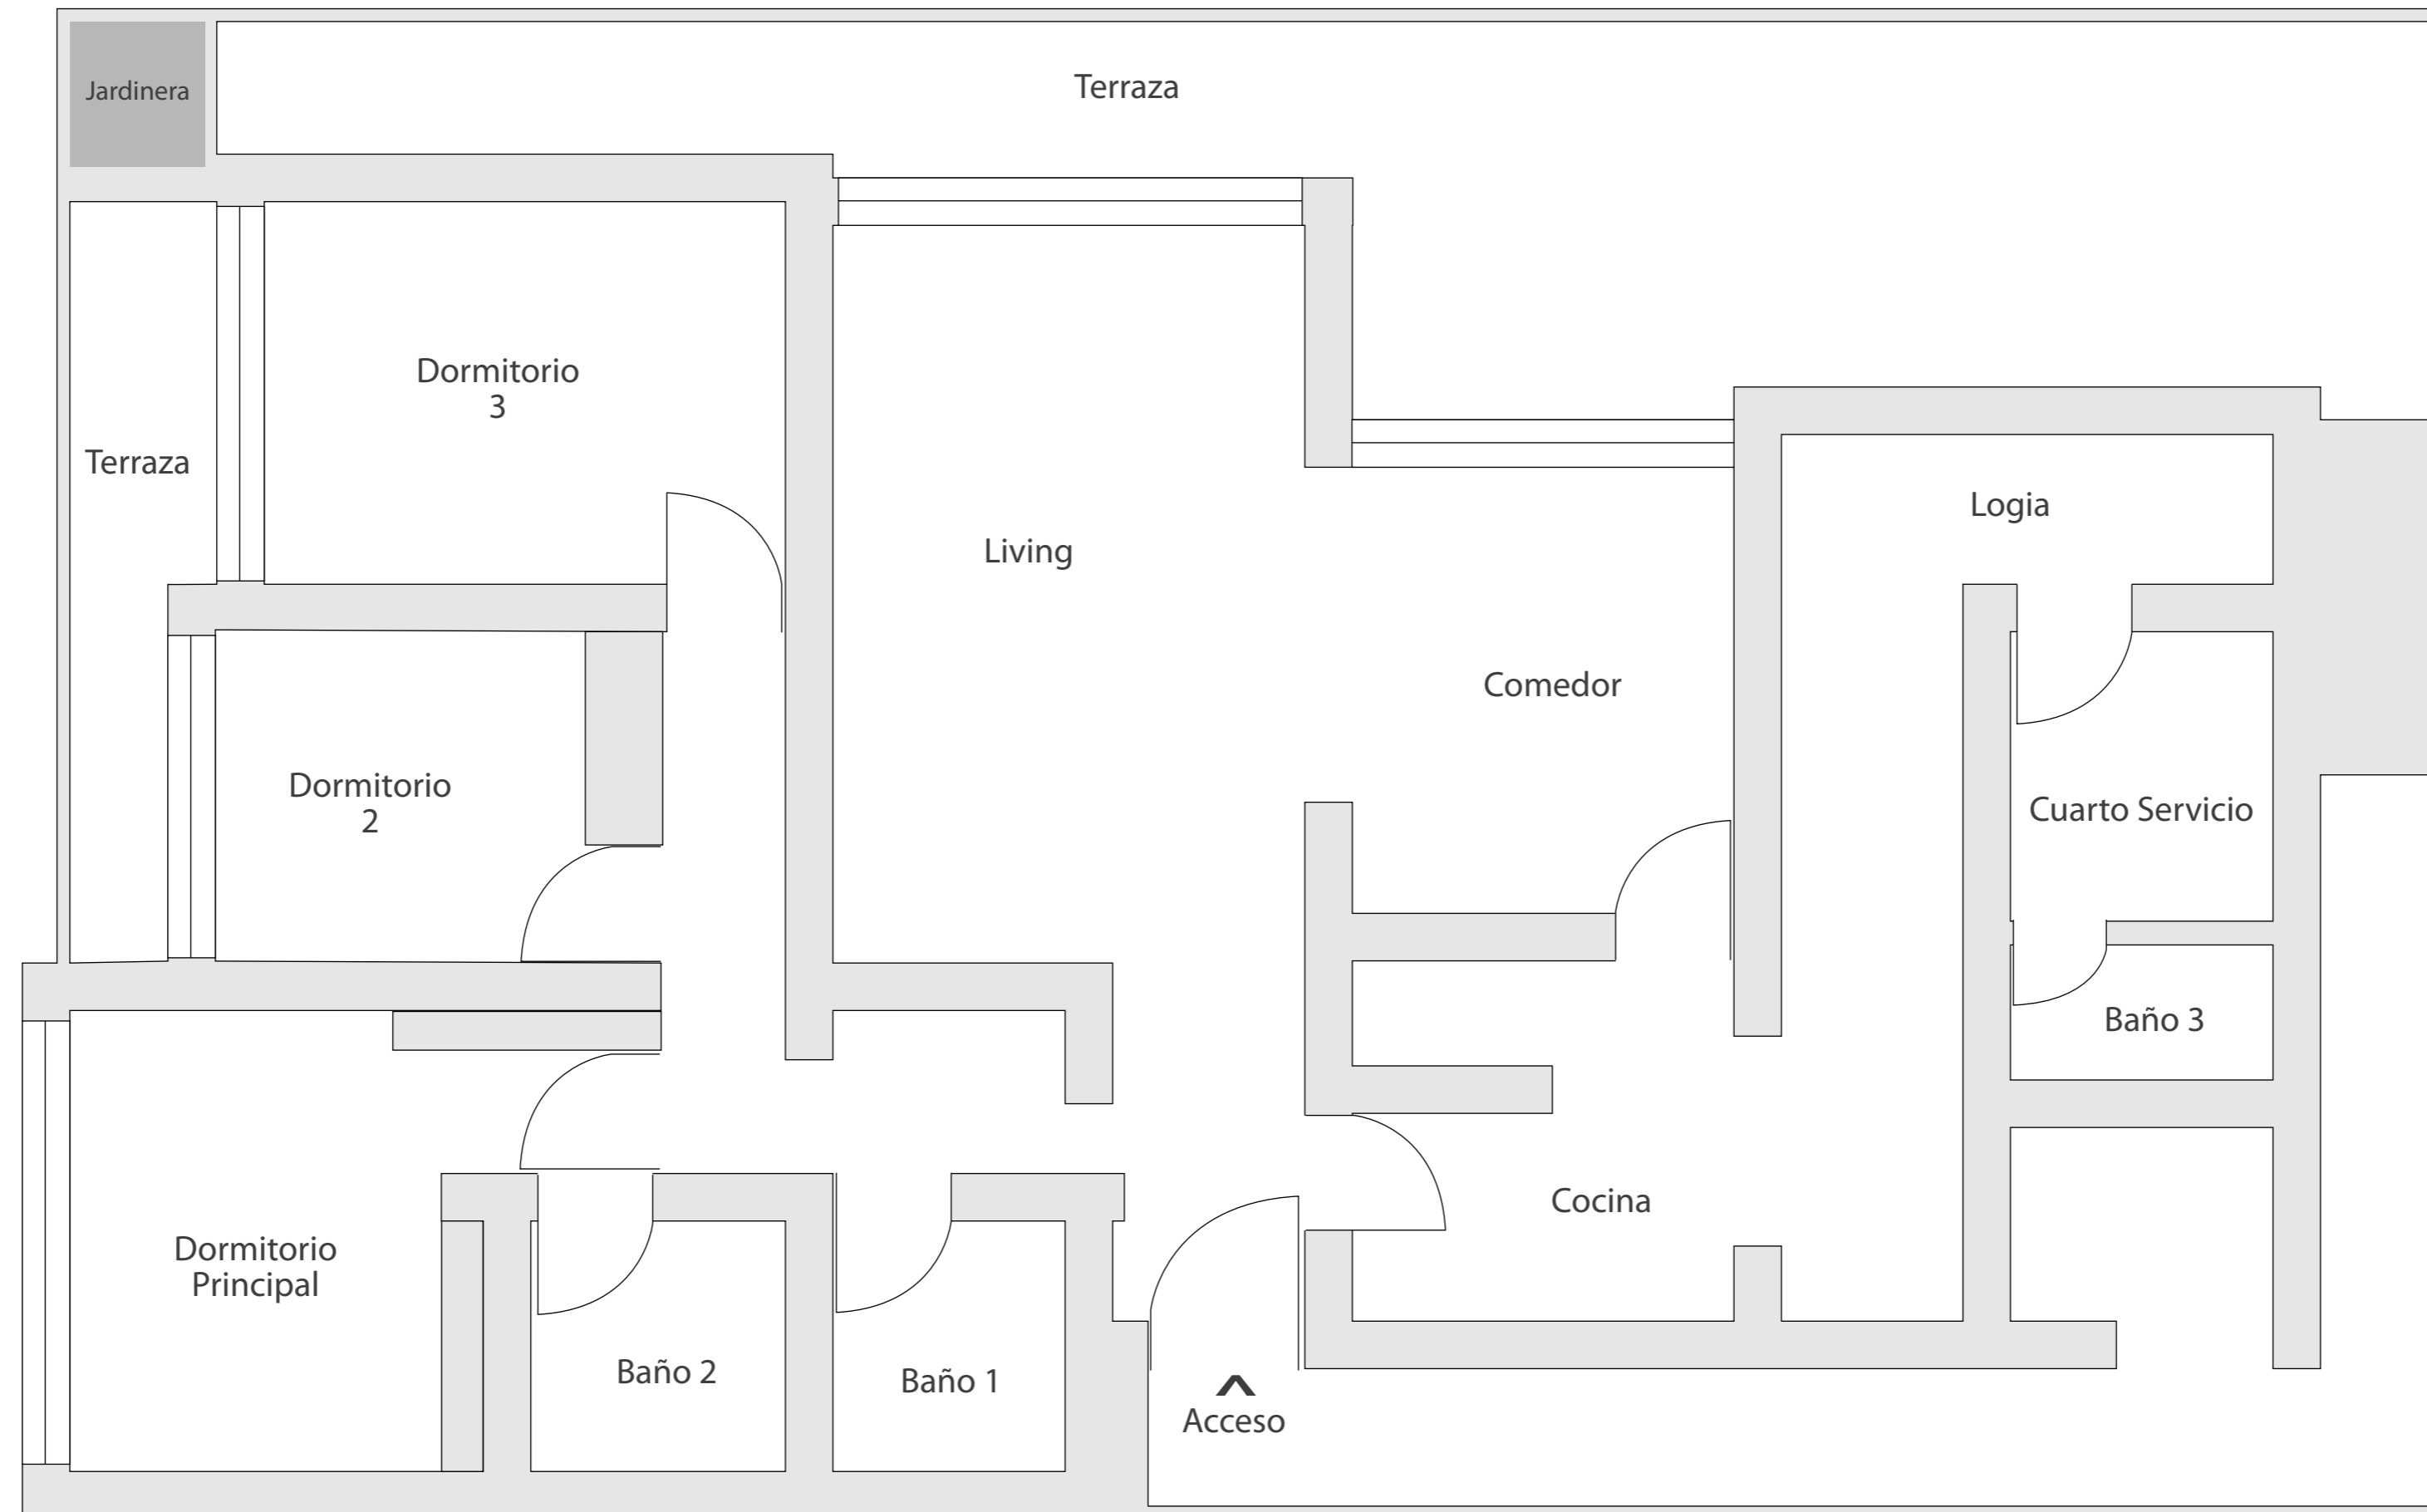 Jardinera
Terraza
Dormitorio
3
Terraza
Living
Logia
Comedor
Dormitorio
2
Cuarto Servicio
Baño 3
Cocina
Dormitorio
Principal
Baño 2
Baño 1
Acceso